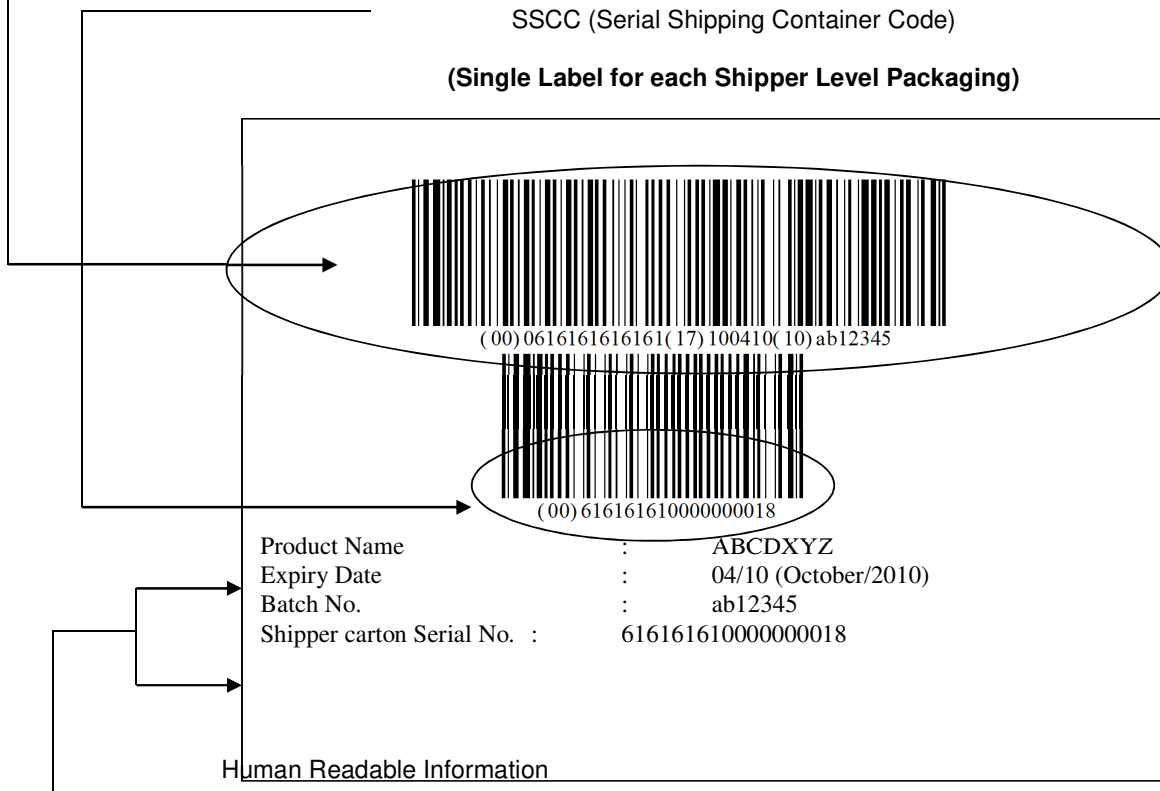 SSCC (Serial Shipping Container Code)
(Single Label for each Shipper Level Packaging)
(00)0616161616161(17)100410(10)ab12345
(00)616161610000000018
Product Name : ABCDXYZ
Expiry Date : 04/10 (October/2010)
Batch No. : ab12345
Shipper carton Serial No. : 616161610000000018
Human Readable Information